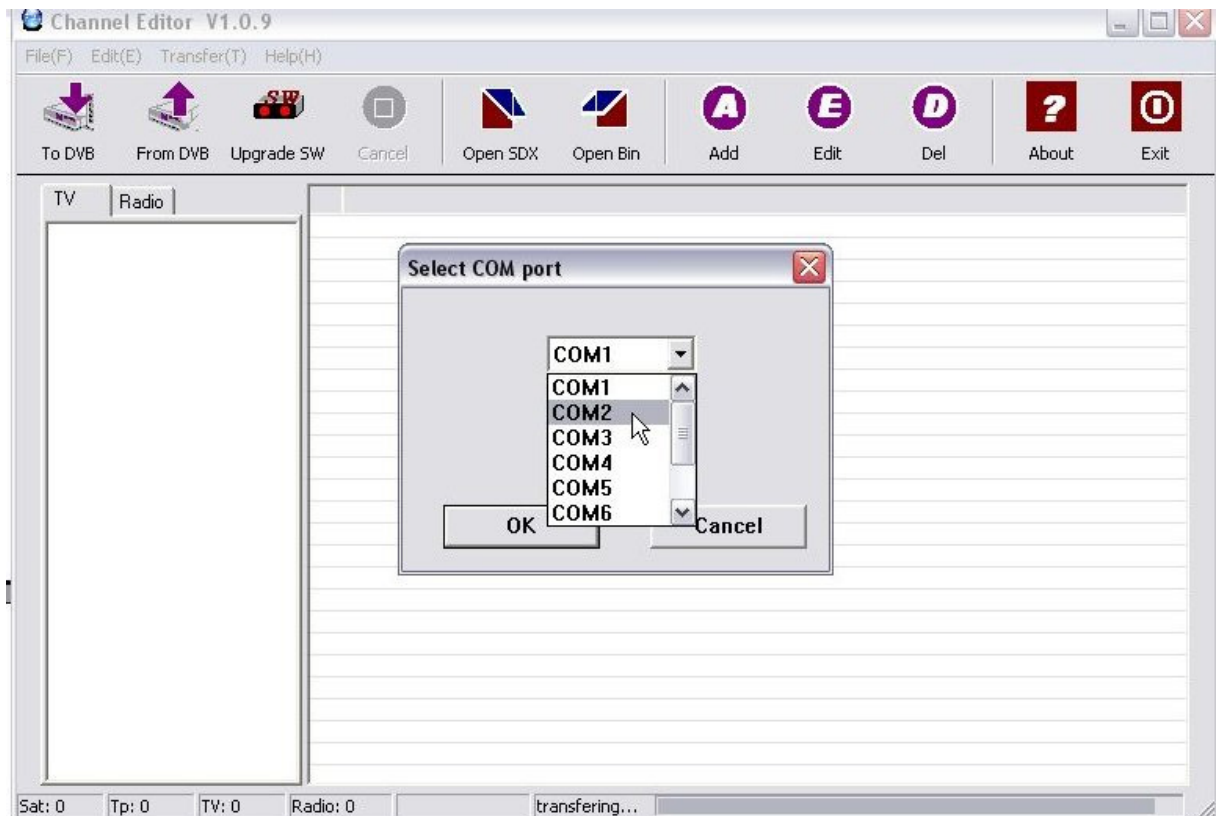 Channel Editor V1.0.9
File(F) Edit(E) Transfer(T) Help(H)
SW
A E D ?
To DVB From DVB Upgrade SW Cancel Open SDX Open Bin Add Edit Del About Exit
TV Radio
Select COM port
COM1
COM1
COM2
COM3
COM4
COM5
COM6
OK Cancel
Sat: 0 Tp: 0 TV: 0 Radio: 0 transfering...